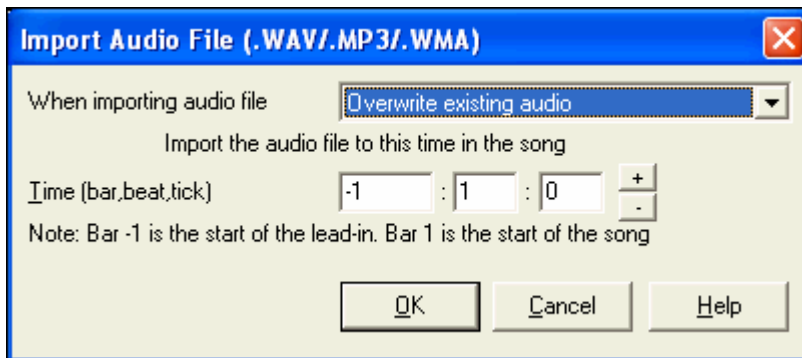 Import Audio File (.WAV/.MP3/.WMA)
When importing audio file Overwrite existing audio
Import the audio file to this time in the song
Time (bar,beat,tick) -1 : 1 : 0 + -
Note: Bar -1 is the start of the lead-in. Bar 1 is the start of the song
OK Cancel Help